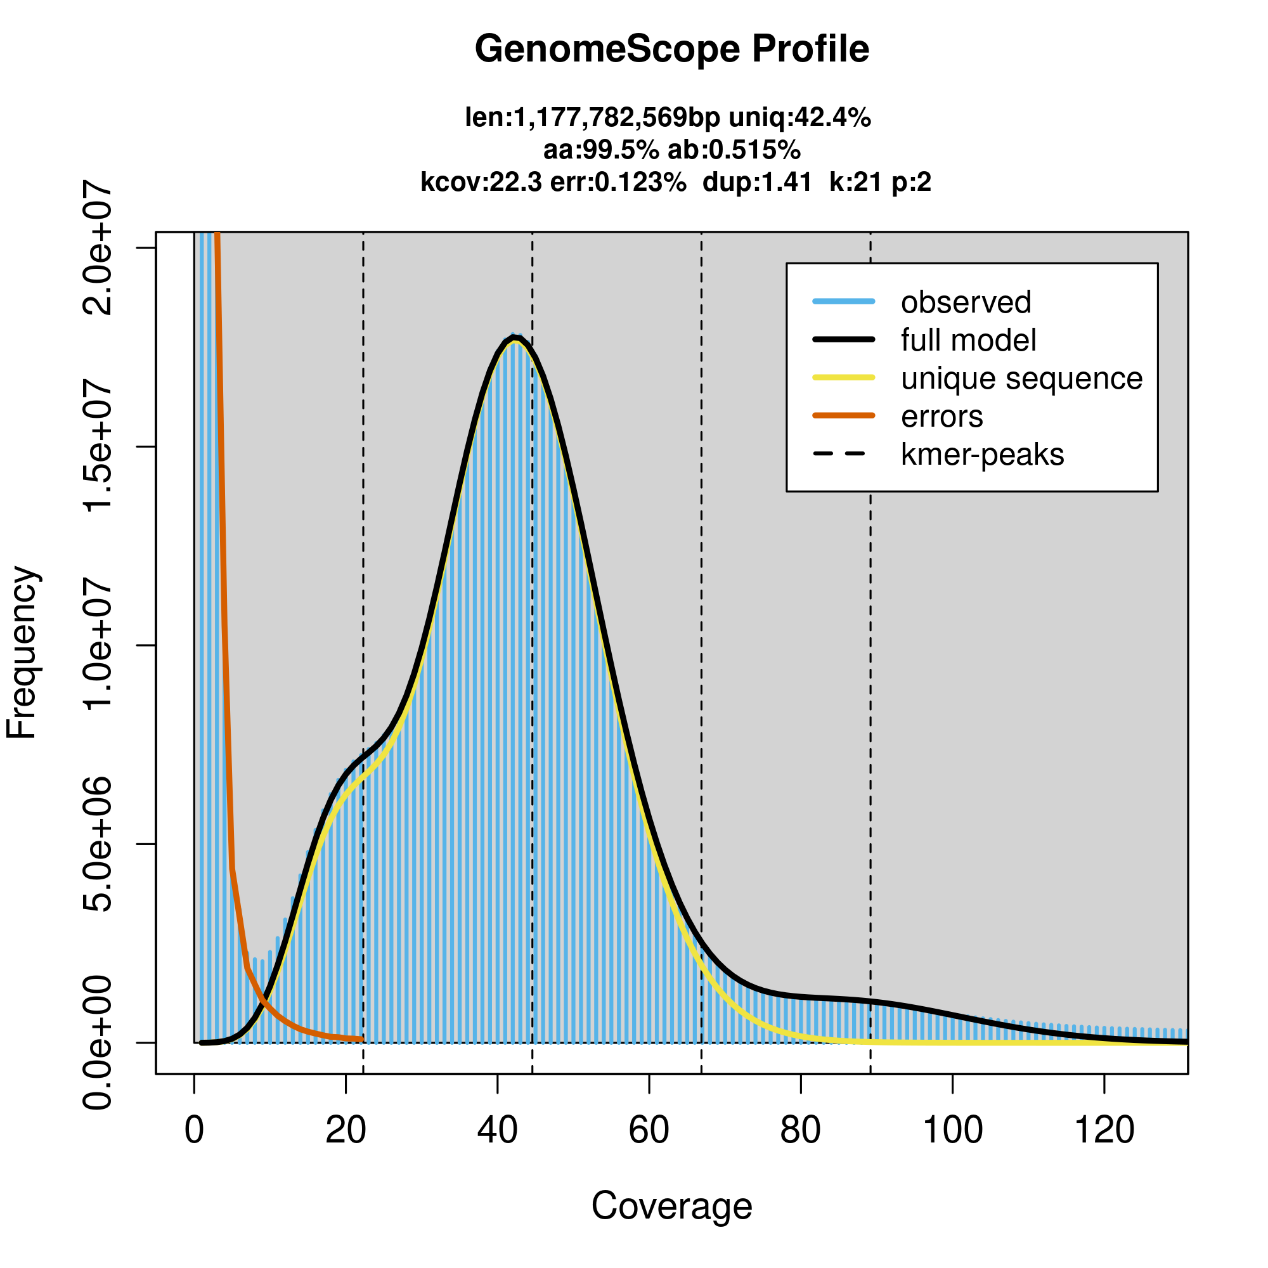 GenomeScope Profile
len:1,177,782,569bp uniq:42.4%
aa:99.5% ab:0.515%
kcov:22.3 err:0.123% dup:1.41 k:21 p:2
Frequency
2.0e+07
1.5e+07
1.0e+07
5.0e+06
0.0e+00
observed
full model
unique sequence
errors
kmer-peaks
0 20 40 60 80 100 120
Coverage